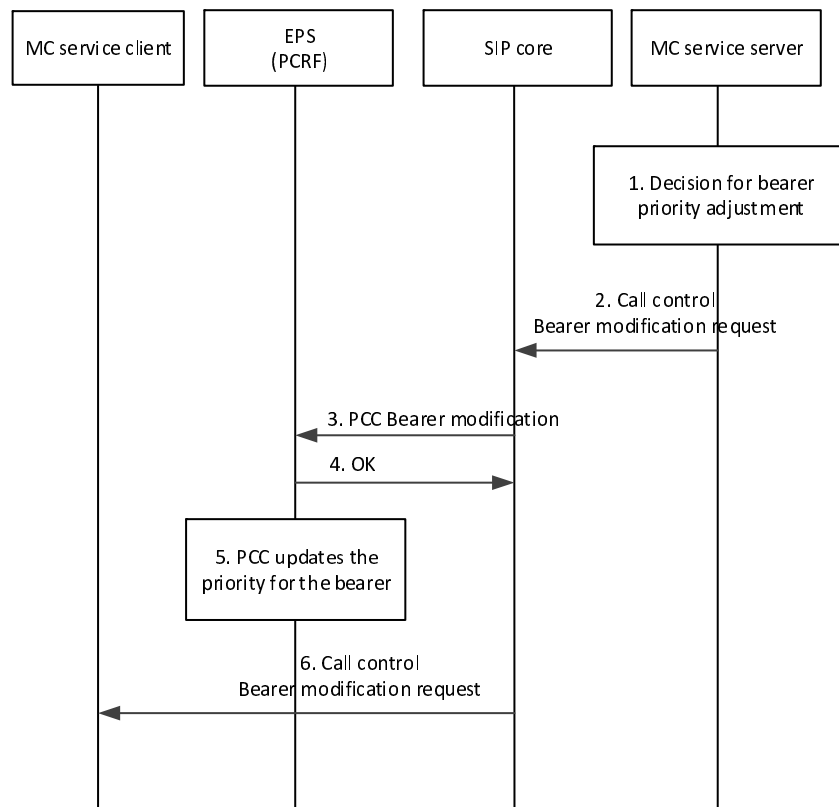 MC service client
EPS
(PCRF)
SIP core
MC service server
1. Decision for bearer
priority adjustment
2. Call control
Bearer modification request
3. PCC Bearer modification
4. OK
5. PCC updates the
priority for the bearer
6. Call control
Bearer modification request